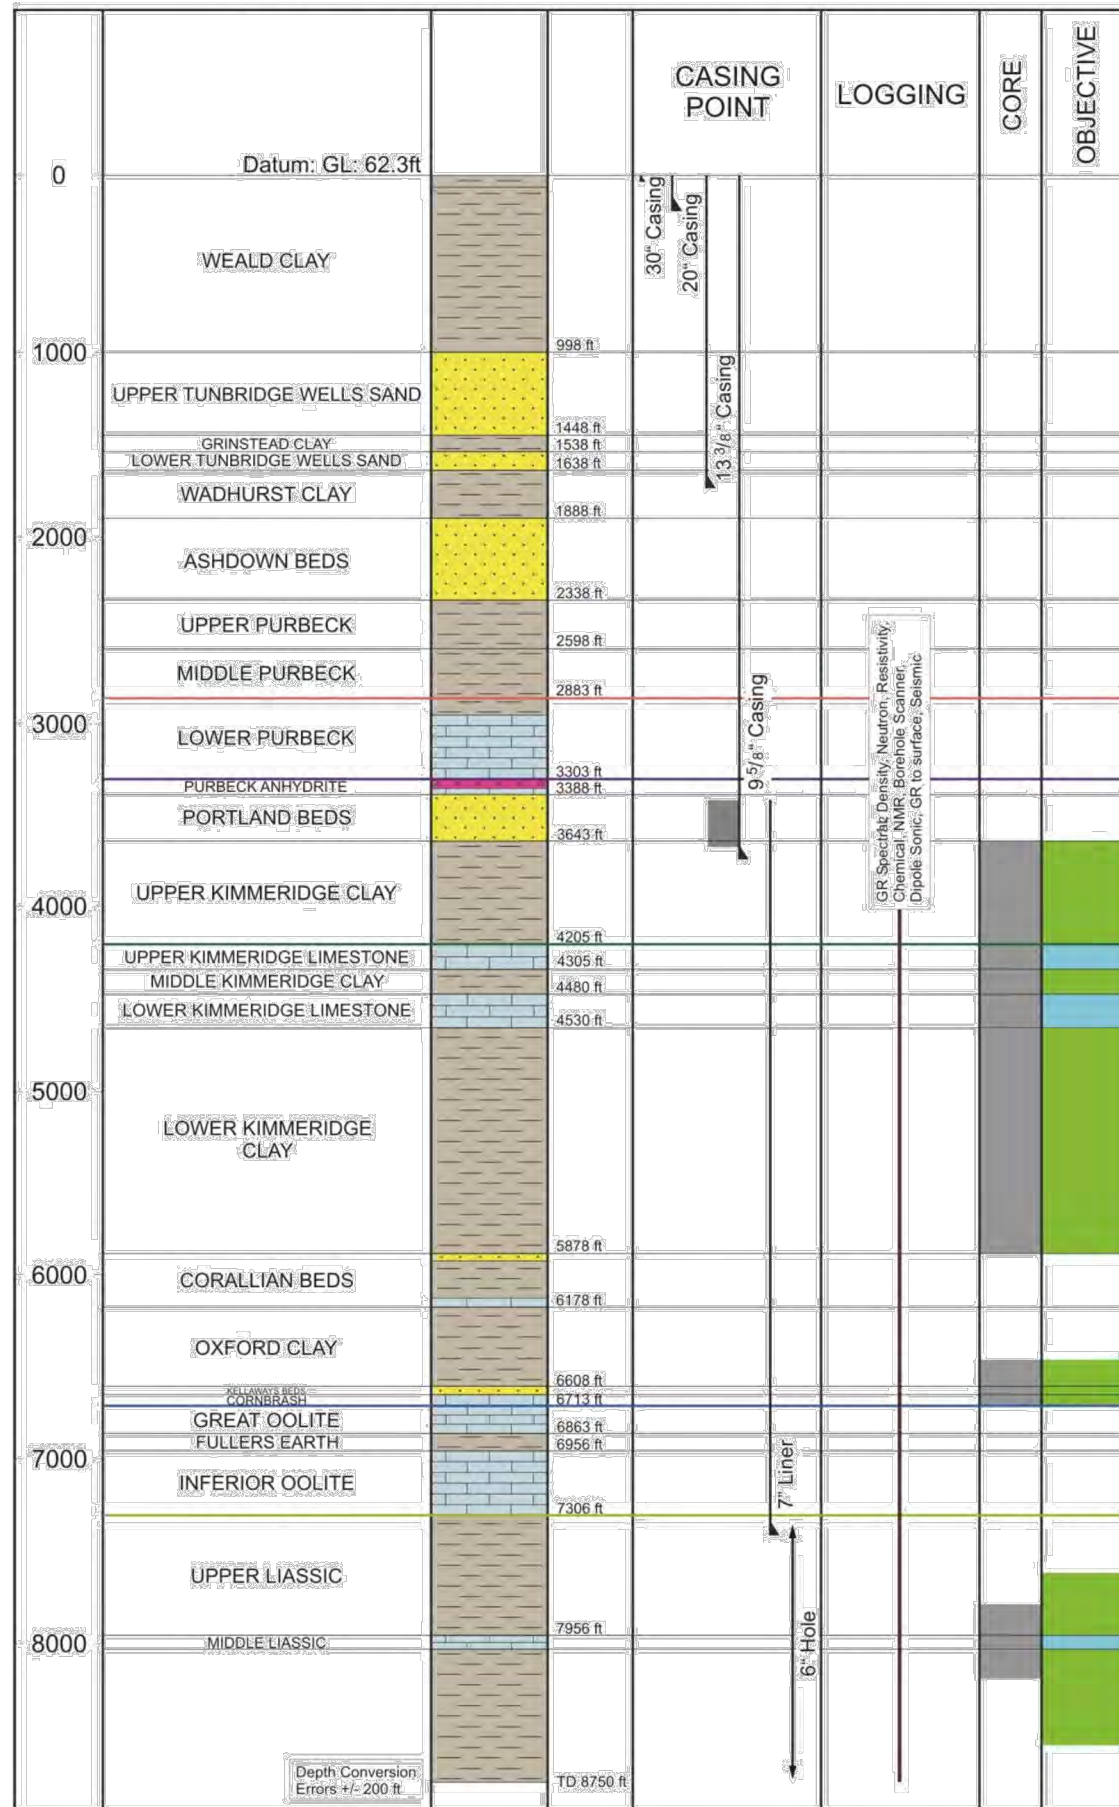 CASING
POINT
LOGGING
CORE
OBJECTIVE
Datum: GL: 62.3ft
0
30" Casing
20" Casing
WEALD CLAY
998 ft
1000
UPPER TUNBRIDGE WELLS SAND
13 3/8" Casing
1448 ft
GRINSTEAD CLAY
1538 ft
LOWER TUNBRIDGE WELLS SAND
1638 ft
WADHURST CLAY
1888 ft
2000
ASHDOWN BEDS
2338 ft
UPPER PURBECK
2598 ft
MIDDLE PURBECK
2883 ft
GR Spectral, Density, Neutron, Resistivity,
Chemical, NMR, Borehole Scanner,
Dipole Sonic, GR to surface, Seismic
9 5/8" Casing
3000
LOWER PURBECK
3303 ft
PURBECK ANHYDRITE
3388 ft
PORTLAND BEDS
3643 ft
UPPER KIMMERIDGE CLAY
4000
4205 ft
UPPER KIMMERIDGE LIMESTONE
4305 ft
MIDDLE KIMMERIDGE CLAY
4480 ft
LOWER KIMMERIDGE LIMESTONE
4530 ft
5000
LOWER KIMMERIDGE
CLAY
5878 ft
6000
CORALLIAN BEDS
6178 ft
OXFORD CLAY
6608 ft
KELLAWAYS BEDS
CORNBRASH
6713 ft
GREAT OOLITE
6863 ft
FULLERS EARTH
6956 ft
7000
INFERIOR OOLITE
7" Liner
7306 ft
UPPER LIASSIC
6" Hole
7956 ft
8000
MIDDLE LIASSIC
Depth Conversion
Errors +/- 200 ft
TD 8750 ft